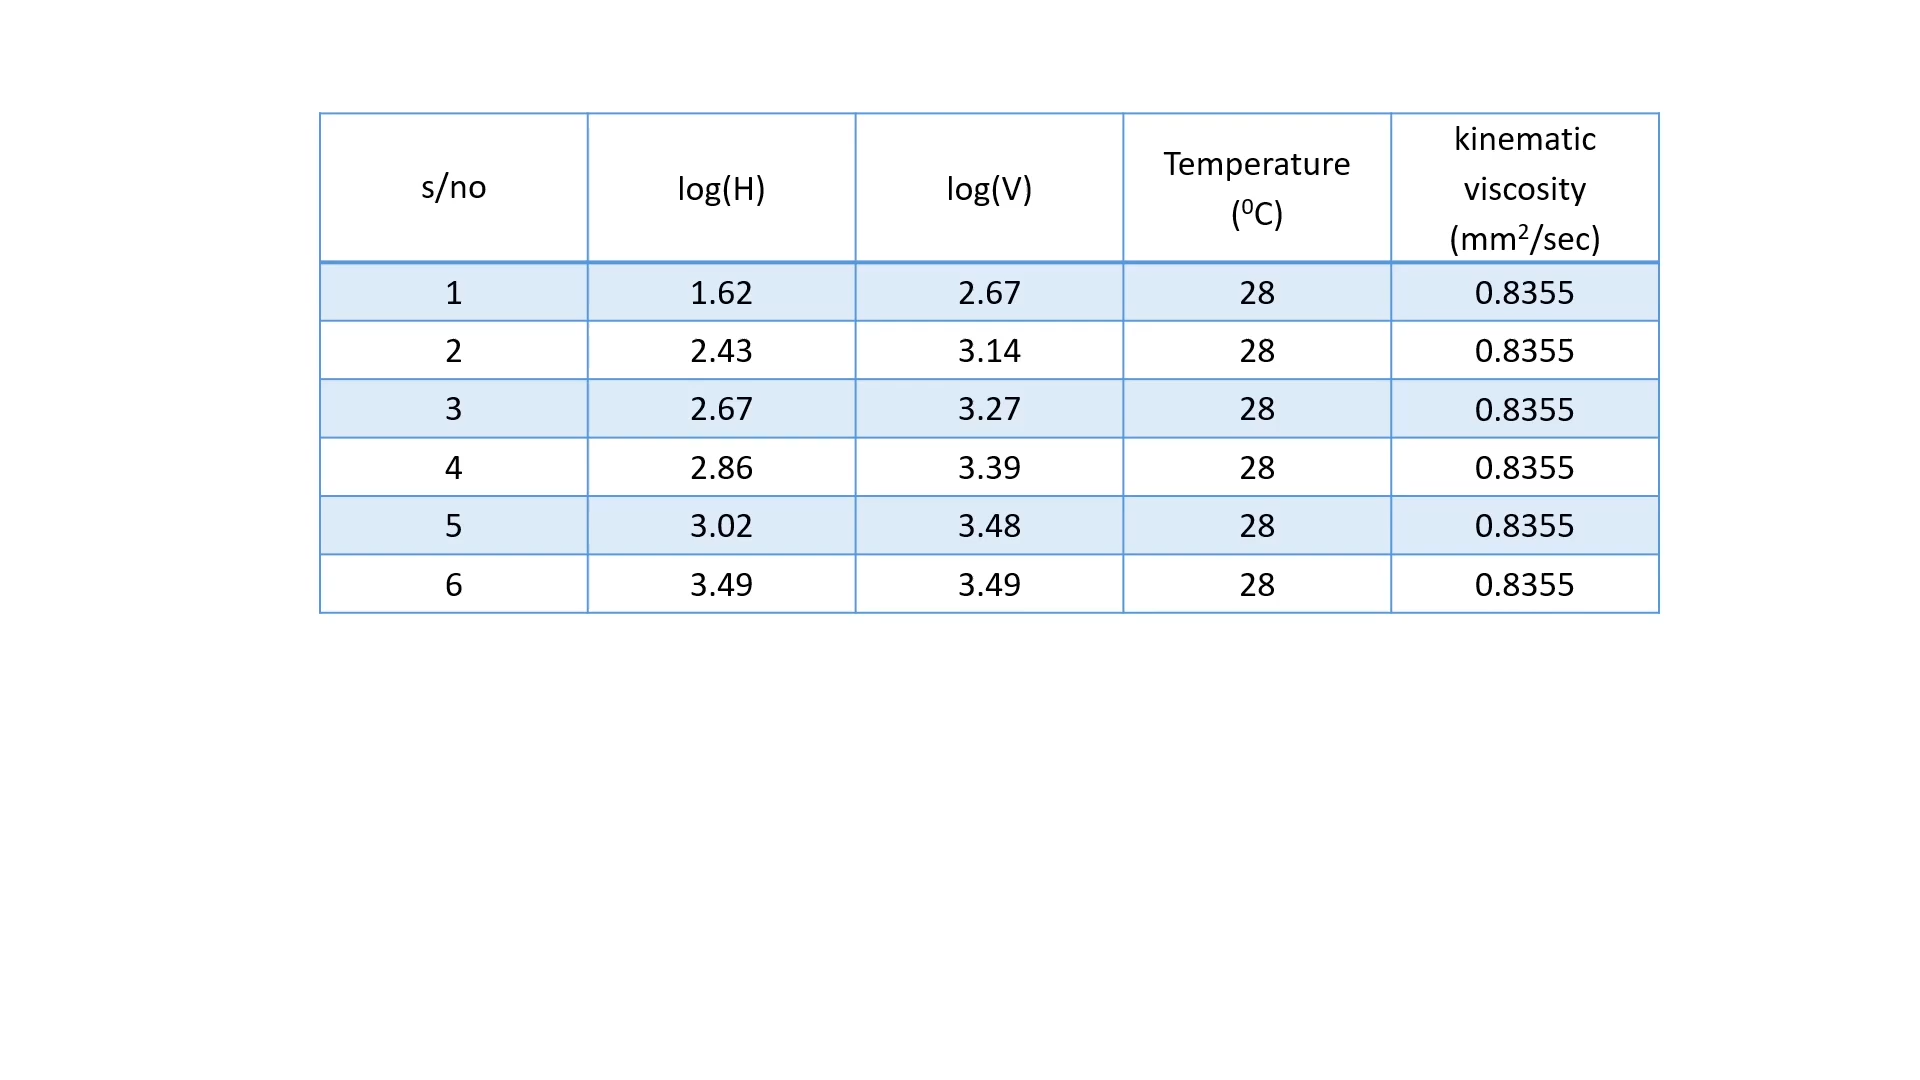 s/no log(H) log(V) Temperature (⁰C) kinematic viscosity (mm²/sec)
1 1.62 2.67 28 0.8355
2 2.43 3.14 28 0.8355
3 2.67 3.27 28 0.8355
4 2.86 3.39 28 0.8355
5 3.02 3.48 28 0.8355
6 3.49 3.49 28 0.8355